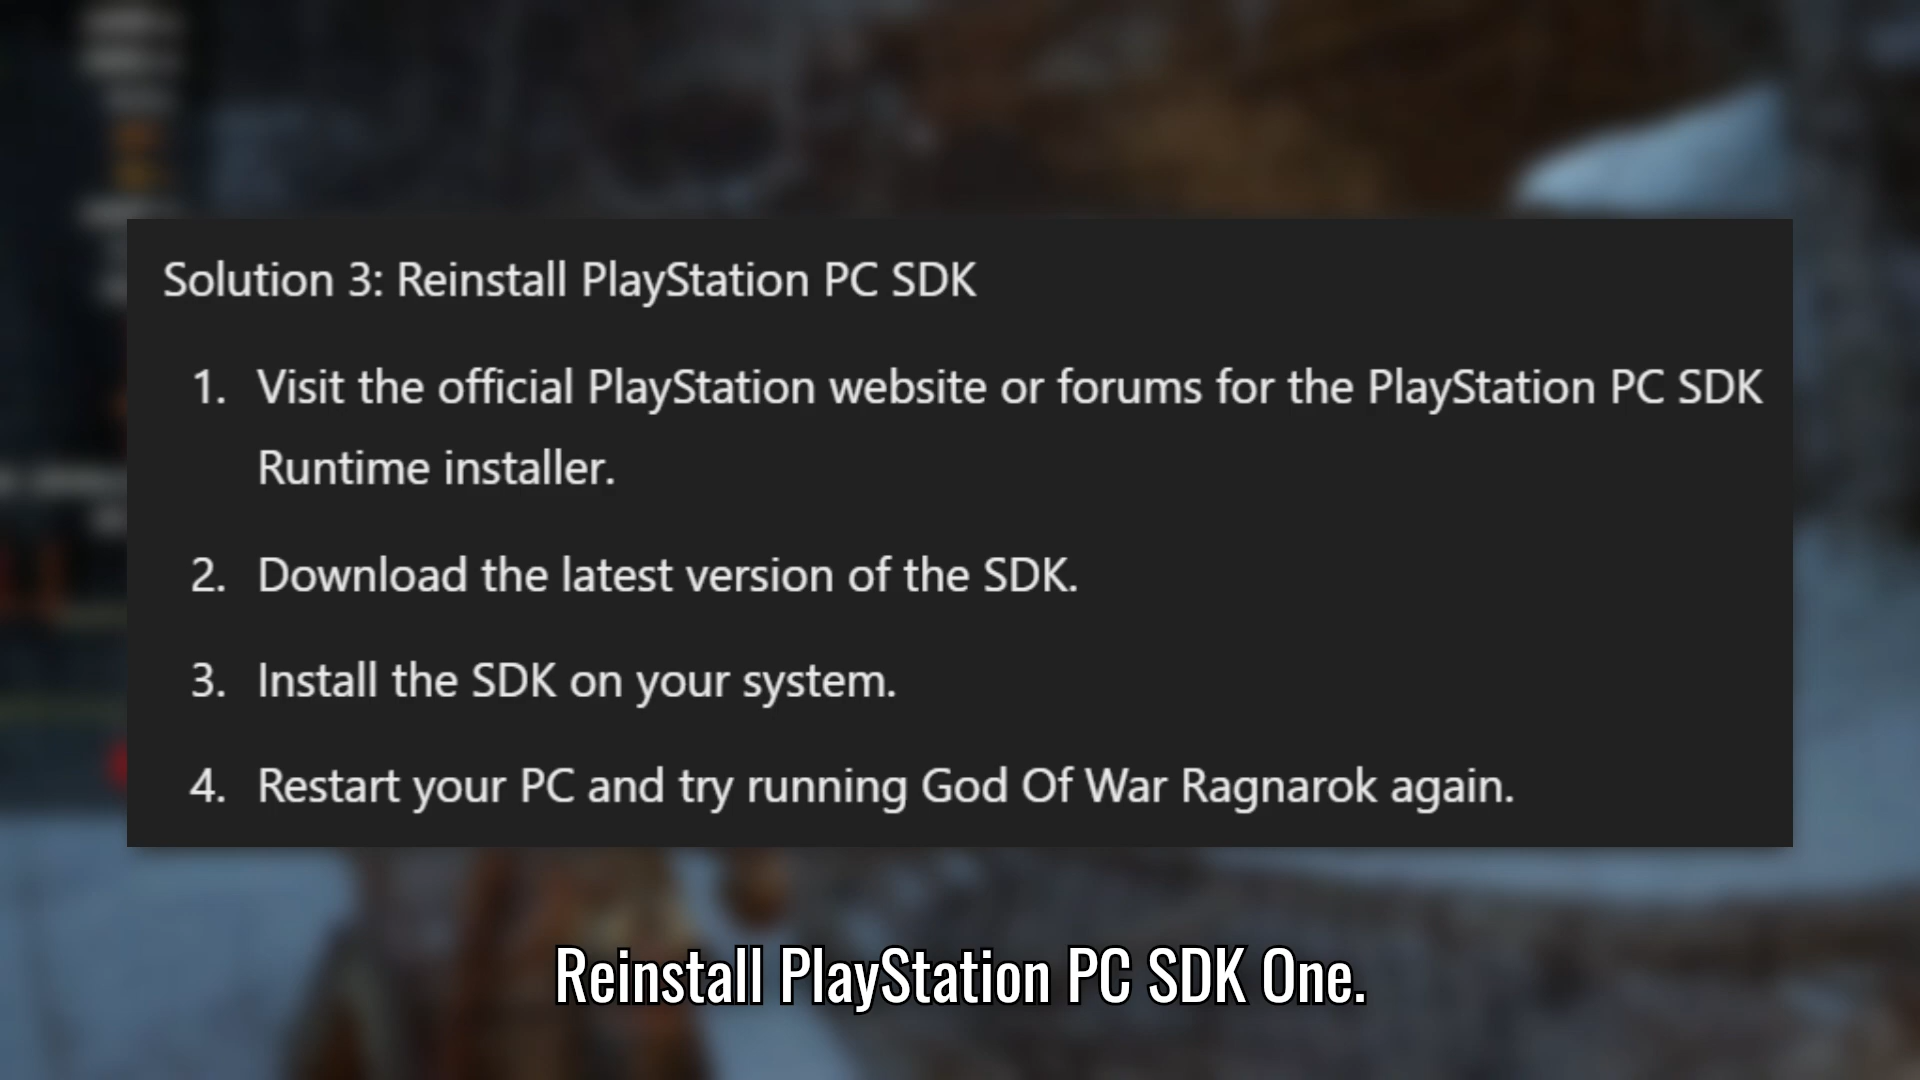 Solution 3: Reinstall PlayStation PC SDK
1. Visit the official PlayStation website or forums for the PlayStation PC SDK
Runtime installer.
2. Download the latest version of the SDK.
3. Install the SDK on your system.
4. Restart your PC and try running God Of War Ragnarok again.
Reinstall PlayStation PC SDK One.